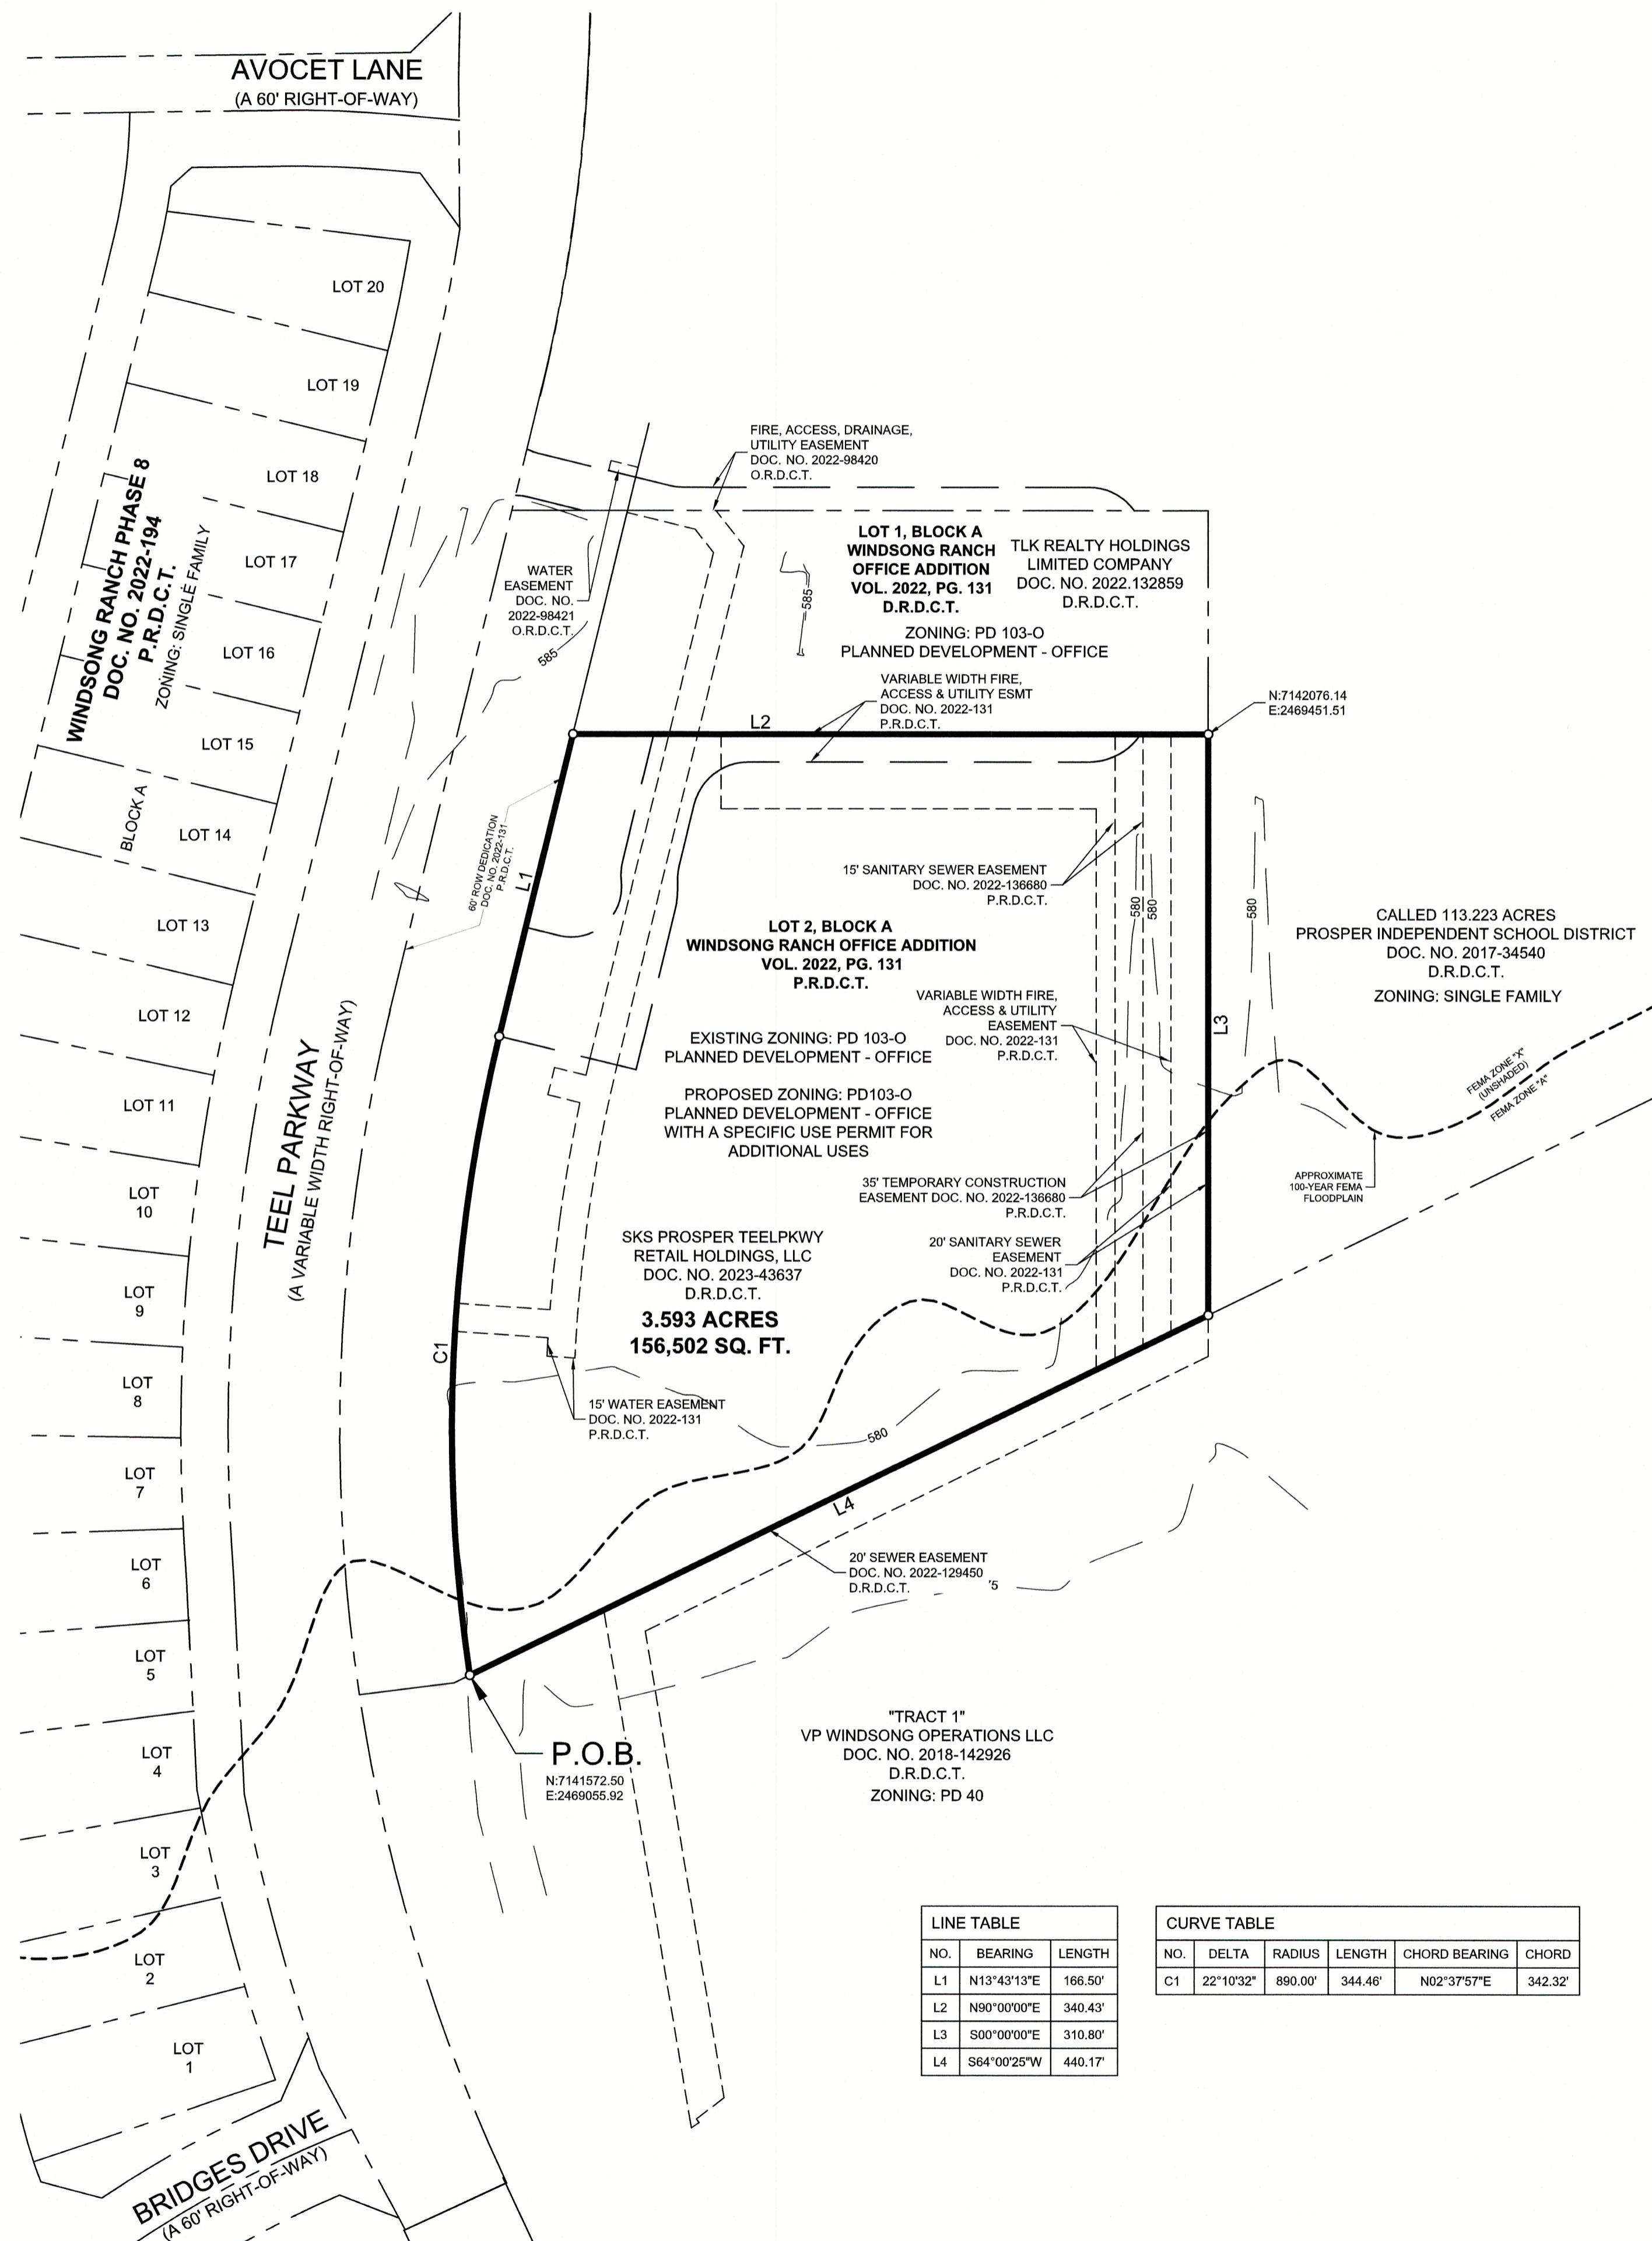 AVOCET LANE
(A 60' RIGHT-OF-WAY)
LOT 20
LOT 19
LOT 18
LOT 17
LOT 16
LOT 15
LOT 14
LOT 13
LOT 12
LOT 11
LOT
10
LOT
9
LOT
8
LOT
7
LOT
6
LOT
5
LOT
4
LOT
3
LOT
2
LOT
1
WINDSONG RANCH PHASE 8
DOC. NO. 2022-194
P.R.D.C.T.
ZONING: SINGLE FAMILY
BLOCK A
TEEL PARKWAY
(A VARIABLE WIDTH RIGHT-OF-WAY)
BRIDGES DRIVE
(A 60' RIGHT-OF-WAY)
FIRE, ACCESS, DRAINAGE,
UTILITY EASEMENT
DOC. NO. 2022-98420
O.R.D.C.T.
WATER
EASEMENT
DOC. NO.
2022-98421
O.R.D.C.T.
585
585
LOT 1, BLOCK A
WINDSONG RANCH
OFFICE ADDITION
VOL. 2022, PG. 131
D.R.D.C.T.
TLK REALTY HOLDINGS
LIMITED COMPANY
DOC. NO. 2022.132859
D.R.D.C.T.
ZONING: PD 103-O
PLANNED DEVELOPMENT - OFFICE
VARIABLE WIDTH FIRE,
ACCESS & UTILITY ESMT
DOC. NO. 2022-131
P.R.D.C.T.
L2
N:7142076.14
E:2469451.51
60' ROW DEDICATION
DOC. NO. 2022-131
P.R.D.C.T.
L1
15' SANITARY SEWER EASEMENT
DOC. NO. 2022-136680
P.R.D.C.T.
580
580
580
LOT 2, BLOCK A
WINDSONG RANCH OFFICE ADDITION
VOL. 2022, PG. 131
P.R.D.C.T.
CALLED 113.223 ACRES
PROSPER INDEPENDENT SCHOOL DISTRICT
DOC. NO. 2017-34540
D.R.D.C.T.
ZONING: SINGLE FAMILY
VARIABLE WIDTH FIRE,
ACCESS & UTILITY
EASEMENT
DOC. NO. 2022-131
P.R.D.C.T.
L3
EXISTING ZONING: PD 103-O
PLANNED DEVELOPMENT - OFFICE
PROPOSED ZONING: PD103-O
PLANNED DEVELOPMENT - OFFICE
WITH A SPECIFIC USE PERMIT FOR
ADDITIONAL USES
FEMA ZONE "X"
(UNSHADED)
FEMA ZONE "A"
APPROXIMATE
100-YEAR FEMA
FLOODPLAIN
35' TEMPORARY CONSTRUCTION
EASEMENT DOC. NO. 2022-136680
P.R.D.C.T.
20' SANITARY SEWER
EASEMENT
DOC. NO. 2022-131
P.R.D.C.T.
SKS PROSPER TEELPKWY
RETAIL HOLDINGS, LLC
DOC. NO. 2023-43637
D.R.D.C.T.
3.593 ACRES
156,502 SQ. FT.
C1
15' WATER EASEMENT
DOC. NO. 2022-131
P.R.D.C.T.
580
L4
20' SEWER EASEMENT
DOC. NO. 2022-129450
D.R.D.C.T.
'5
P.O.B.
N:7141572.50
E:2469055.92
"TRACT 1"
VP WINDSONG OPERATIONS LLC
DOC. NO. 2018-142926
D.R.D.C.T.
ZONING: PD 40
LINE TABLE
NO. BEARING LENGTH
L1 N13°43'13"E 166.50'
L2 N90°00'00"E 340.43'
L3 S00°00'00"E 310.80'
L4 S64°00'25"W 440.17'
CURVE TABLE
NO. DELTA RADIUS LENGTH CHORD BEARING CHORD
C1 22°10'32" 890.00' 344.46' N02°37'57"E 342.32'